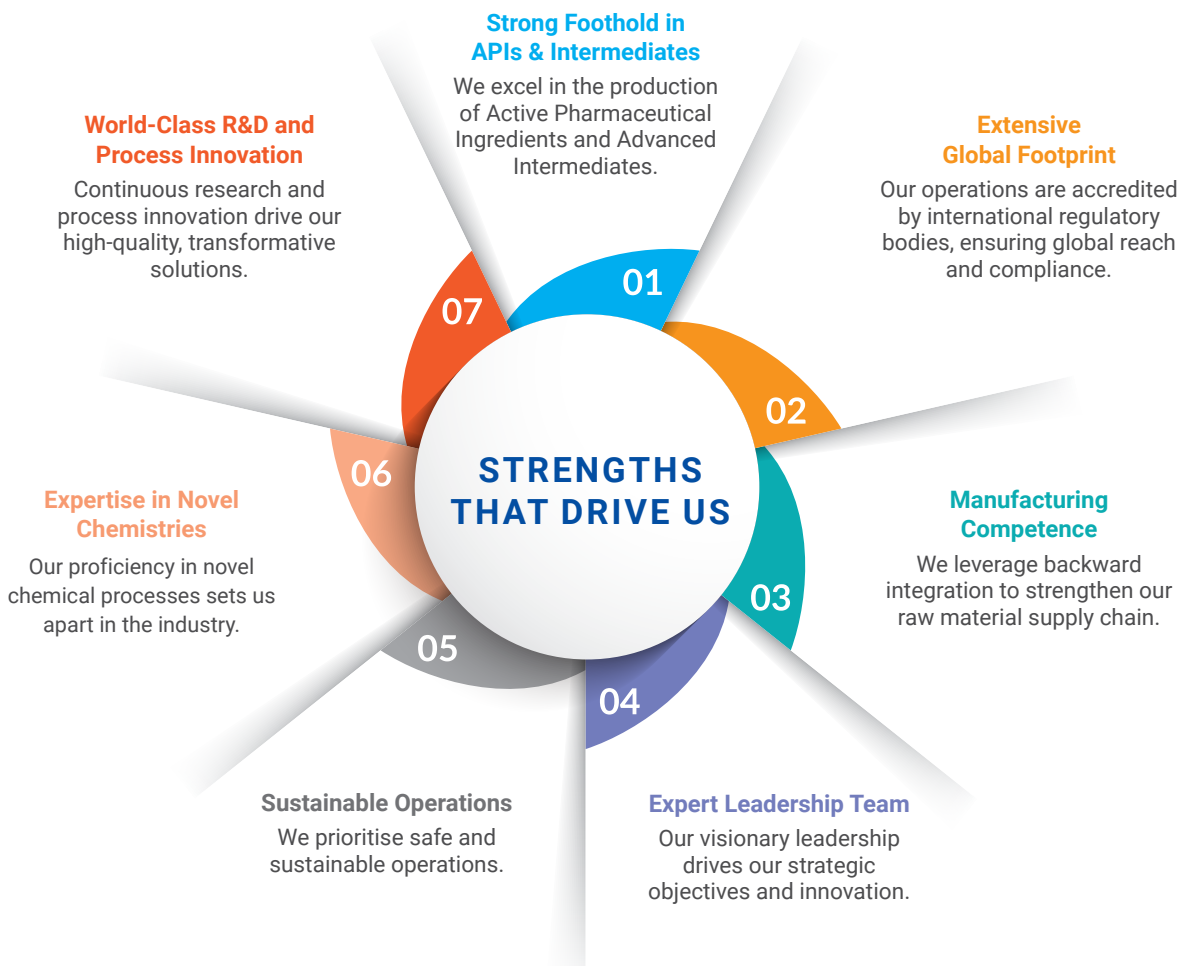 STRENGTHS
THAT DRIVE US
01
Strong Foothold in
APIs & Intermediates
We excel in the production
of Active Pharmaceutical
Ingredients and Advanced
Intermediates.
02
Extensive
Global Footprint
Our operations are accredited
by international regulatory
bodies, ensuring global reach
and compliance.
03
Manufacturing
Competence
We leverage backward
integration to strengthen our
raw material supply chain.
04
Expert Leadership Team
Our visionary leadership
drives our strategic
objectives and innovation.
05
Sustainable Operations
We prioritise safe and
sustainable operations.
06
Expertise in Novel
Chemistries
Our proficiency in novel
chemical processes sets us
apart in the industry.
07
World-Class R&D and
Process Innovation
Continuous research and
process innovation drive our
high-quality, transformative
solutions.